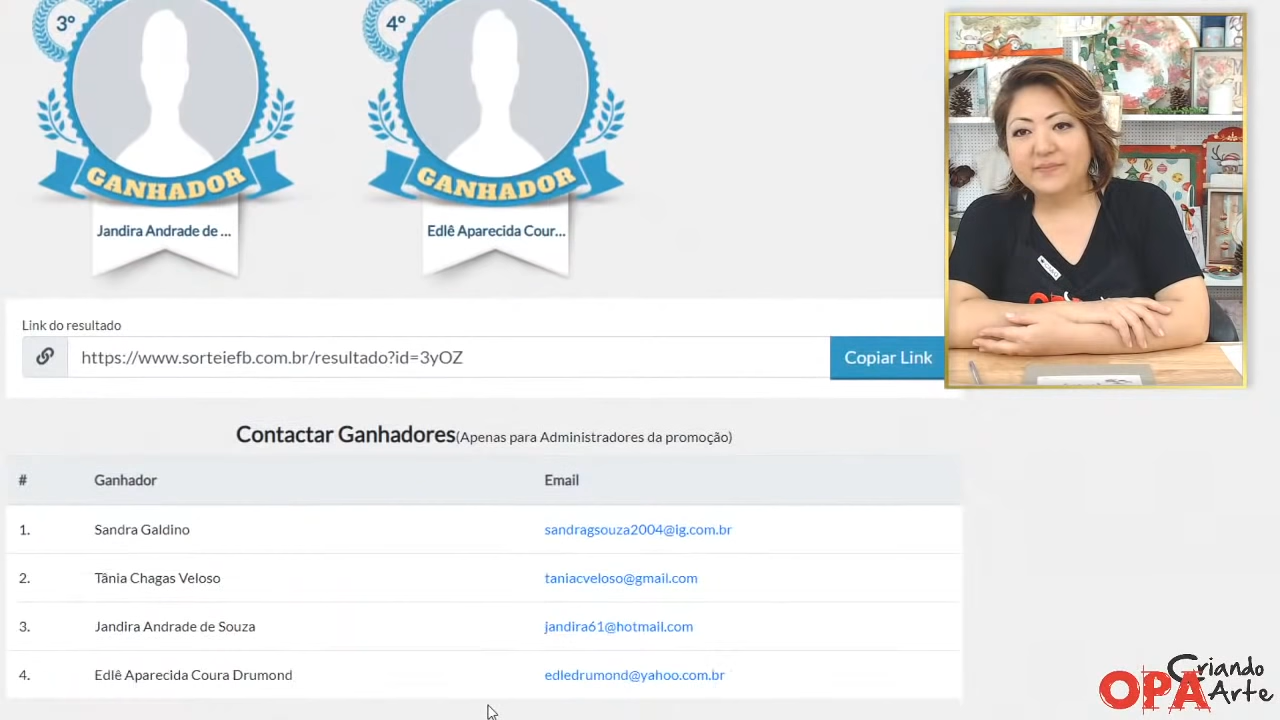 3º
4º
GANHADOR
GANHADOR
Jandira Andrade de ...
Edlê Aparecida Cour...
Link do resultado
https://www.sorteiefb.com.br/resultado?id=3yOZ
Copiar Link
Contactar Ganhadores(Apenas para Administradores da promoção)
# Ganhador Email
1. Sandra Galdino sandragsouza2004@ig.com.br
2. Tânia Chagas Veloso taniacveloso@gmail.com
3. Jandira Andrade de Souza jandira61@hotmail.com
4. Edlê Aparecida Coura Drumond edledrumond@yahoo.com.br
OPA Criando Arte